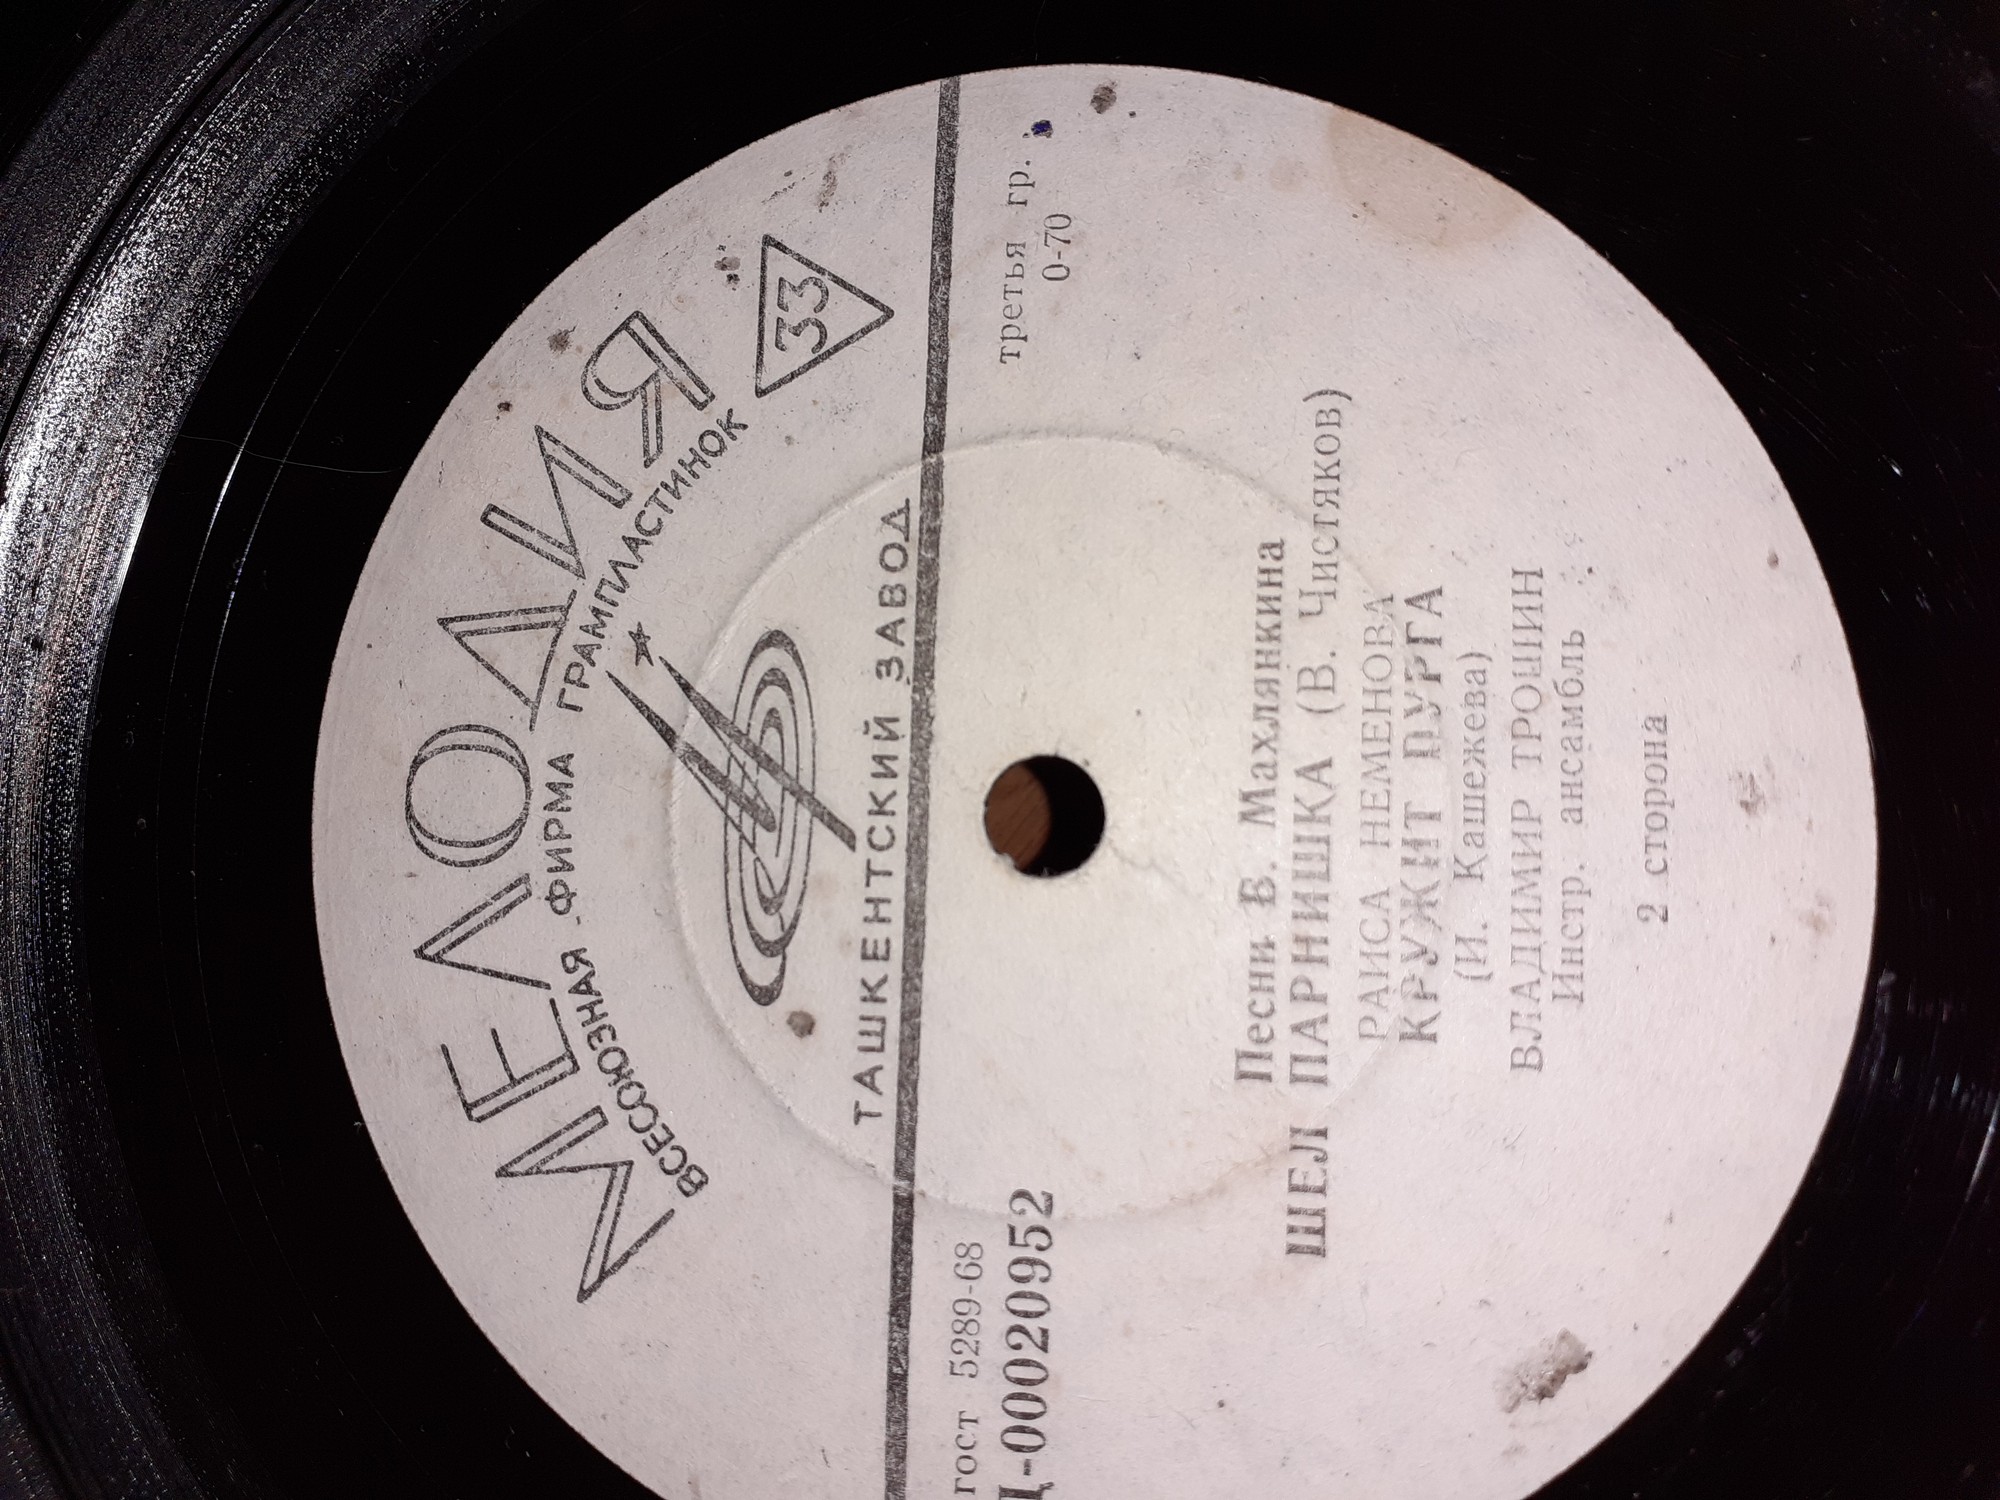 МЕЛОДИЯ
ВСЕСОЮЗНАЯ ФИРМА ГРАМПЛАСТИНОК
33
ТАШКЕНТСКИЙ ЗАВОД
гост 5289-68
Д-00020952
третья гр.
0-70
Песни В. Махлянкина
ШЕЛ ПАРНИШКА (В. Чистяков)
РАИСА НЕМЕНОВА
КРУЖИТ ПУРГА
(И. Кашежева)
ВЛАДИМИР ТРОШИН
Инстр. ансамбль
2 сторона